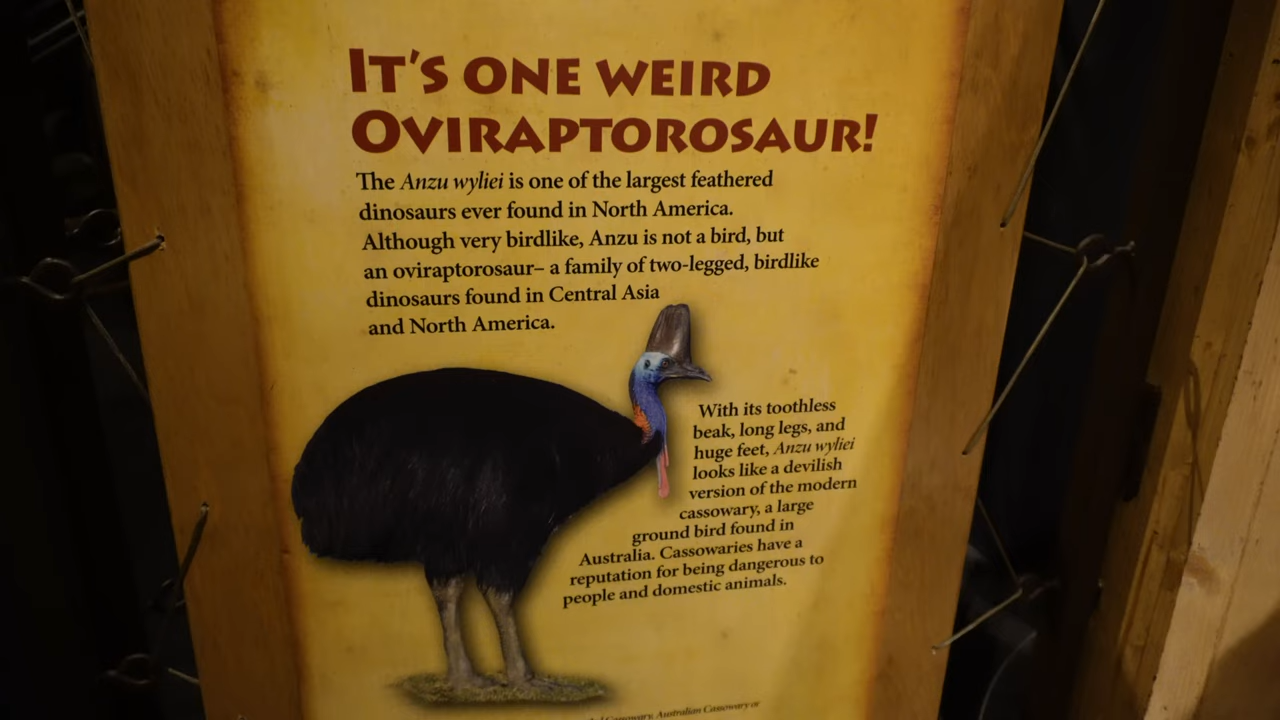 IT'S ONE WEIRD
OVIRAPTOROSAUR!
The Anzu wyliei is one of the largest feathered
dinosaurs ever found in North America.
Although very birdlike, Anzu is not a bird, but
an oviraptorosaur– a family of two-legged, birdlike
dinosaurs found in Central Asia
and North America.
With its toothless
beak, long legs, and
huge feet, Anzu wyliei
looks like a devilish
version of the modern
cassowary, a large
ground bird found in
Australia. Cassowaries have a
reputation for being dangerous to
people and domestic animals.
Cassowary, Australian Cassowary or